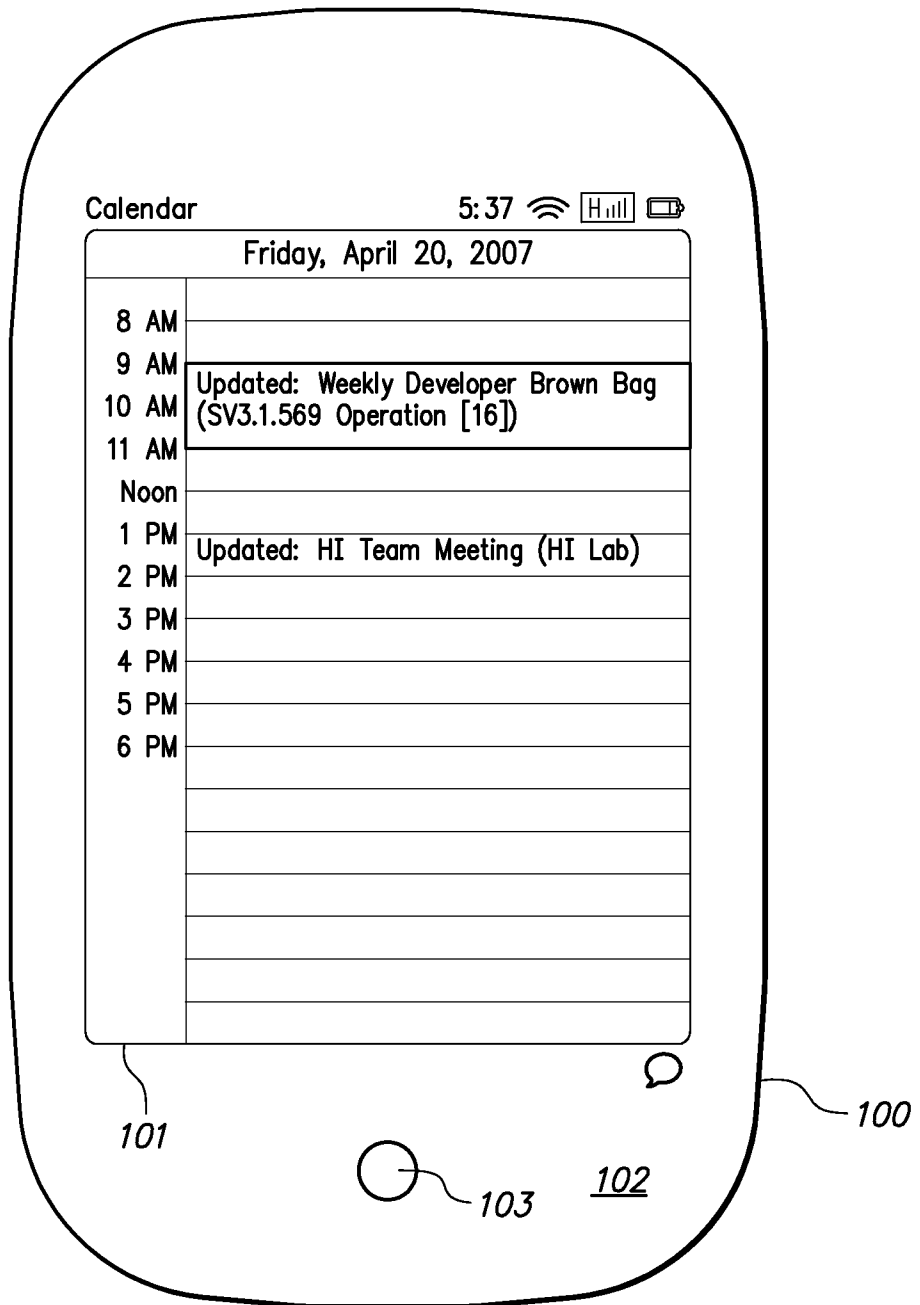 Calendar 5:37 H
Friday, April 20, 2007
8 AM
9 AM
Updated: Weekly Developer Brown Bag
10 AM (SV3.1.569 Operation [16])
11 AM
Noon
1 PM
Updated: HI Team Meeting (HI Lab)
2 PM
3 PM
4 PM
5 PM
6 PM
100
101
102
103